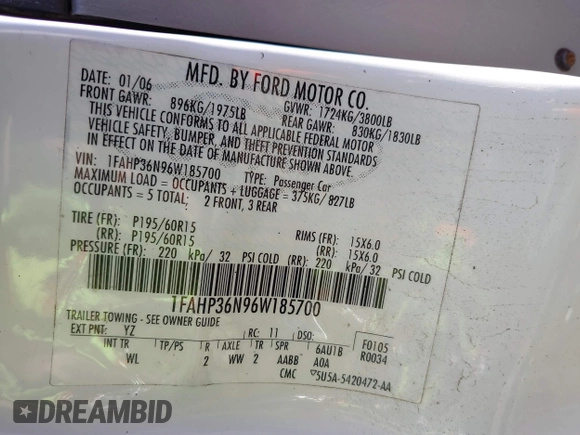 MFD. BY FORD MOTOR CO.
DATE: 01/06 GVWR: 1724KG/3800LB
FRONT GAWR: 896KG/1975LB REAR GAWR: 830KG/1830LB
THIS VEHICLE CONFORMS TO ALL APPLICABLE FEDERAL MOTOR
VEHICLE SAFETY, BUMPER, AND THEFT PREVENTION STANDARDS
IN EFFECT ON THE DATE OF MANUFACTURE SHOWN ABOVE.
VIN: 1FAHP36N96W185700 TYPE: Passenger Car
MAXIMUM LOAD = OCCUPANTS + LUGGAGE = 375KG/827LB
OCCUPANTS = 5 TOTAL; 2 FRONT, 3 REAR
TIRE (FR): P195/60R15 RIMS (FR): 15X6.0
(RR): P195/60R15 (RR): 15X6.0
PRESSURE (FR): 220 kPa/ 32 PSI COLD (RR): 220 kPa/ 32 PSI COLD
1FAHP36N96W185700
TRAILER TOWING - SEE OWNER GUIDE
EXT PNT: YZ RC: 11 DSO: F0105
INT TR TP/PS R AXLE TR SPR 6AU1B R0034
WL 2 WW 2 AABB A0A
CMC 5U5A-5420472-AA
DREAMBID